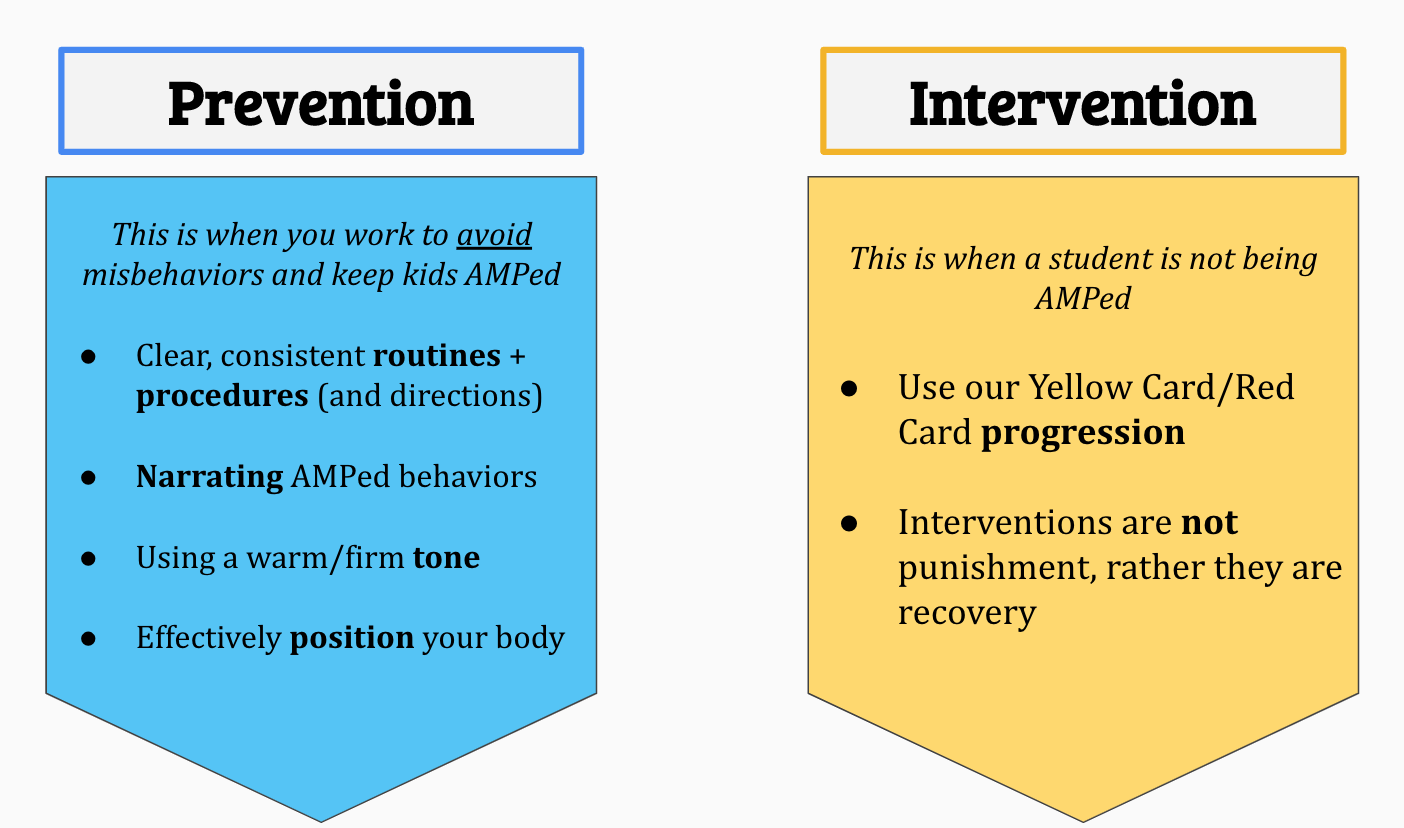 Prevention
This is when you work to avoid
misbehaviors and keep kids AMPed
● Clear, consistent routines +
procedures (and directions)
● Narrating AMPed behaviors
● Using a warm/firm tone
● Effectively position your body
Intervention
This is when a student is not being
AMPed
● Use our Yellow Card/Red
Card progression
● Interventions are not
punishment, rather they are
recovery